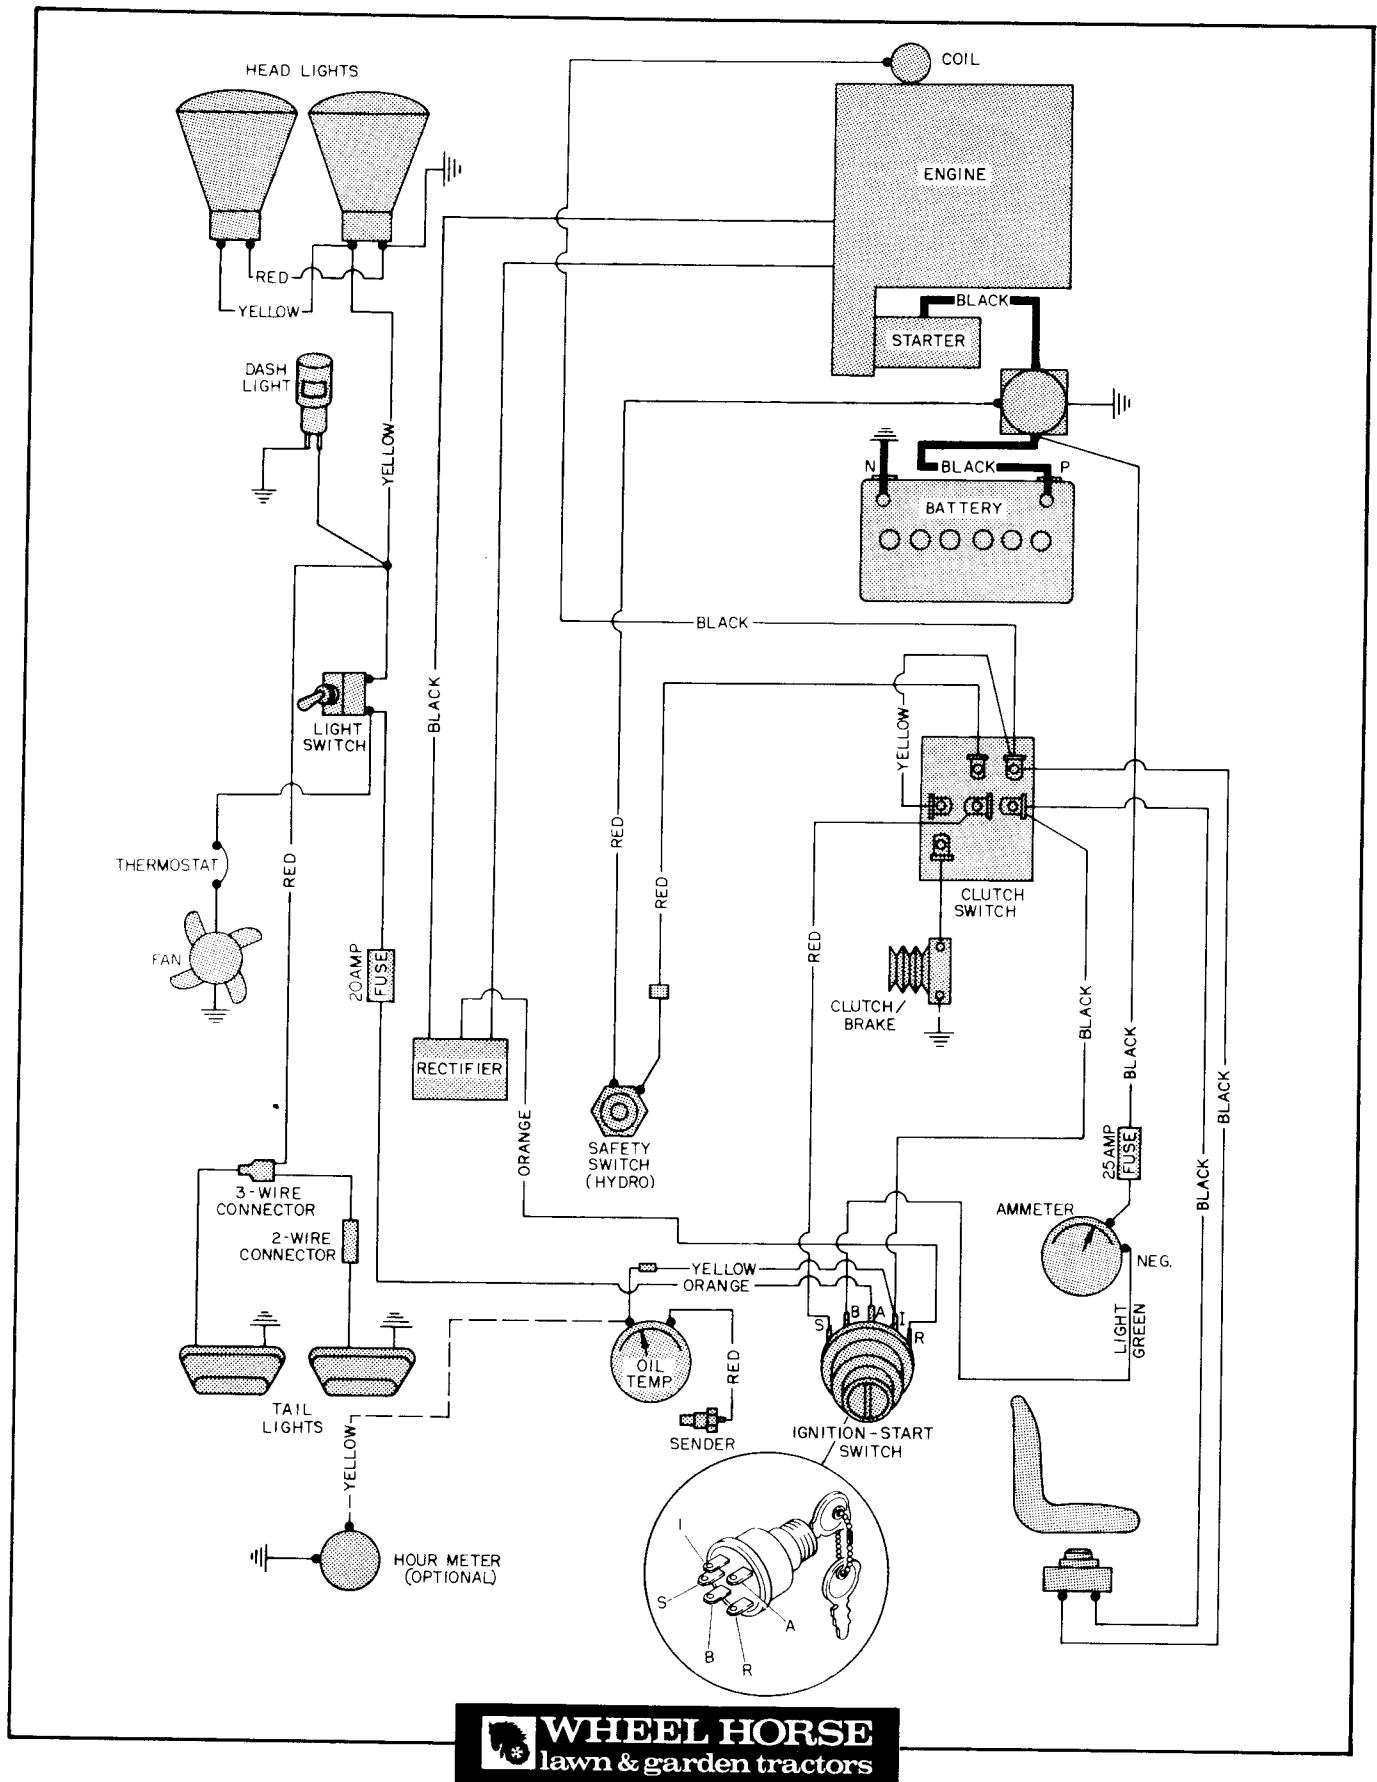 COIL
HEAD LIGHTS
ENGINE
RED
YELLOW
BLACK
STARTER
DASH
LIGHT
YELLOW
N
BLACK
P
BATTERY
BLACK
BLACK
YELLOW
LIGHT
SWITCH
THERMOSTAT
RED
RED
RED
CLUTCH
SWITCH
RED
FAN
20AMP
FUSE
CLUTCH/
BRAKE
BLACK
BLACK
BLACK
RECTIFIER
ORANGE
SAFETY
SWITCH
(HYDRO)
25AMP
FUSE
BLACK
3-WIRE
CONNECTOR
2-WIRE
CONNECTOR
AMMETER
NEG.
YELLOW
ORANGE
S
B
A
I
R
LIGHT
GREEN
OIL
TEMP
RED
TAIL
LIGHTS
SENDER
IGNITION-START
SWITCH
YELLOW
I
S
B
R
A
HOUR METER
(OPTIONAL)
WHEEL HORSE
lawn & garden tractors